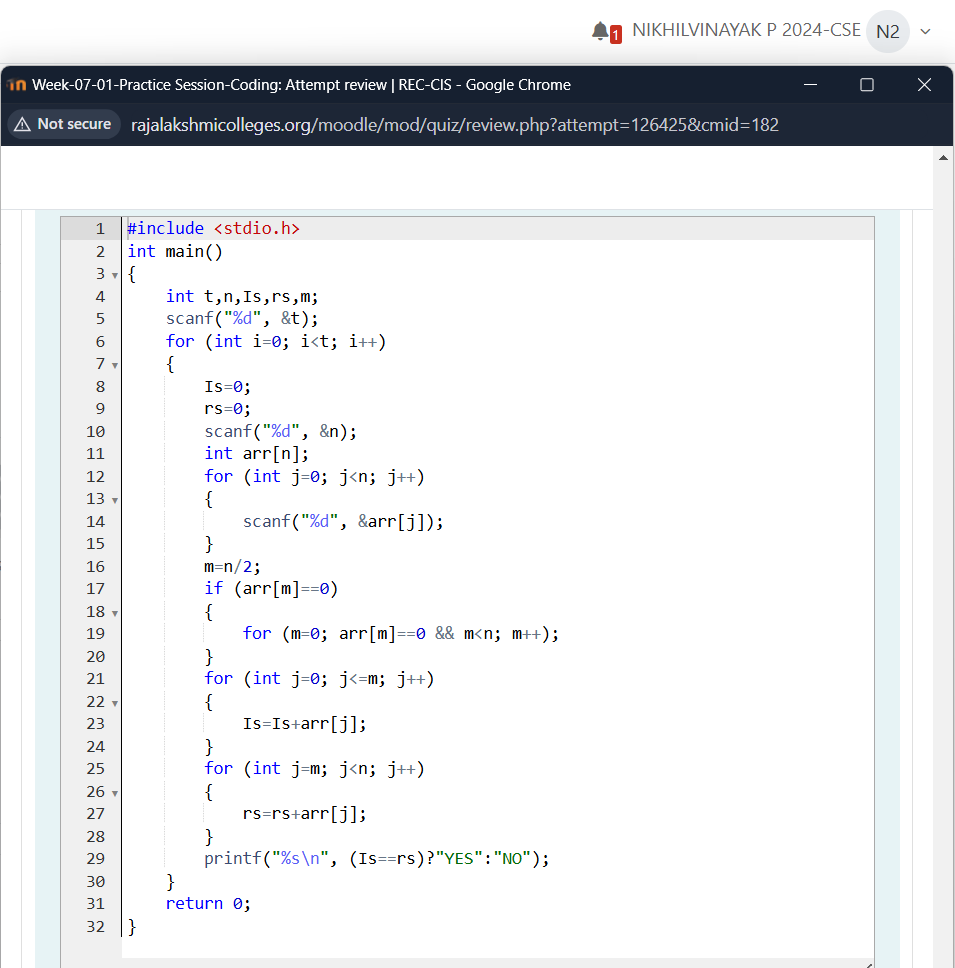 1 NIKHILVINAYAK P 2024-CSE N2
Week-07-01-Practice Session-Coding: Attempt review | REC-CIS - Google Chrome
Not secure rajalakshmicolleges.org/moodle/mod/quiz/review.php?attempt=126425&cmid=182
1 #include <stdio.h>
2 int main()
3 {
4     int t,n,Is,rs,m;
5     scanf("%d", &t);
6     for (int i=0; i<t; i++)
7     {
8         Is=0;
9         rs=0;
10         scanf("%d", &n);
11         int arr[n];
12         for (int j=0; j<n; j++)
13         {
14             scanf("%d", &arr[j]);
15         }
16         m=n/2;
17         if (arr[m]==0)
18         {
19             for (m=0; arr[m]==0 && m<n; m++);
20         }
21         for (int j=0; j<=m; j++)
22         {
23             Is=Is+arr[j];
24         }
25         for (int j=m; j<n; j++)
26         {
27             rs=rs+arr[j];
28         }
29         printf("%s\n", (Is==rs)?"YES":"NO");
30     }
31     return 0;
32 }